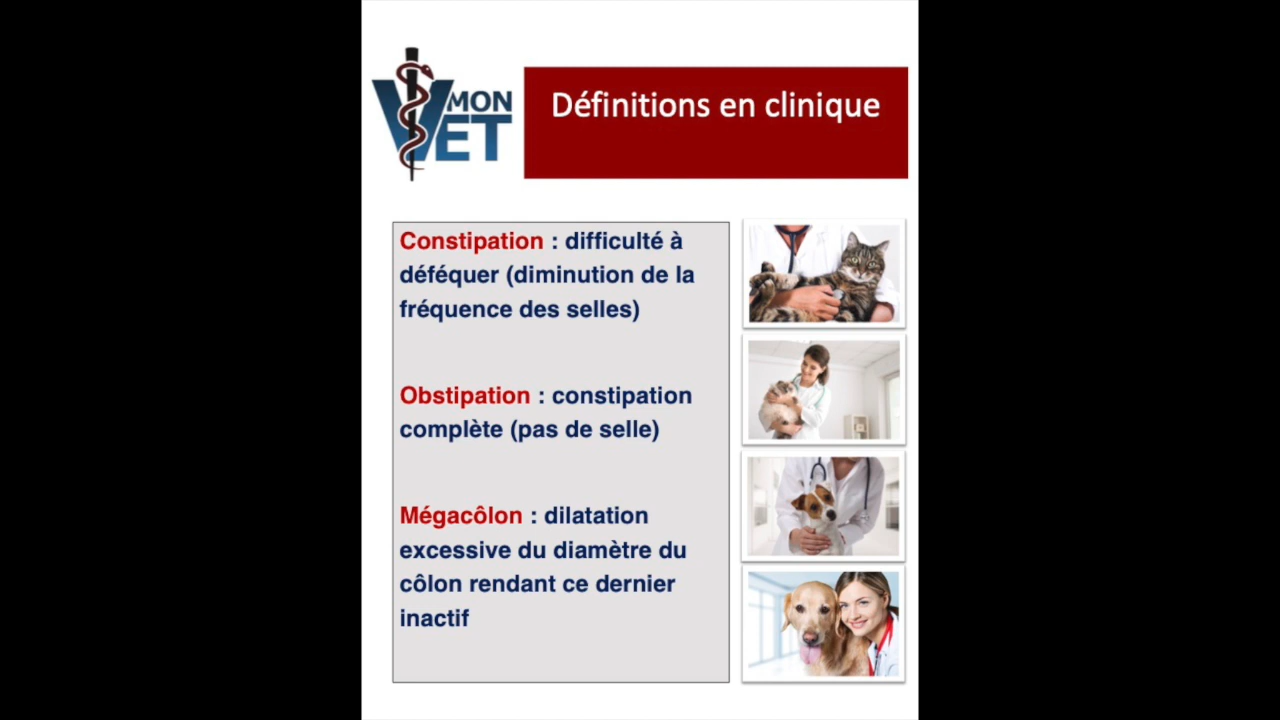 MON
VET
Définitions en clinique
Constipation : difficulté à
déféquer (diminution de la
fréquence des selles)
Obstipation : constipation
complète (pas de selle)
Mégacôlon : dilatation
excessive du diamètre du
côlon rendant ce dernier
inactif